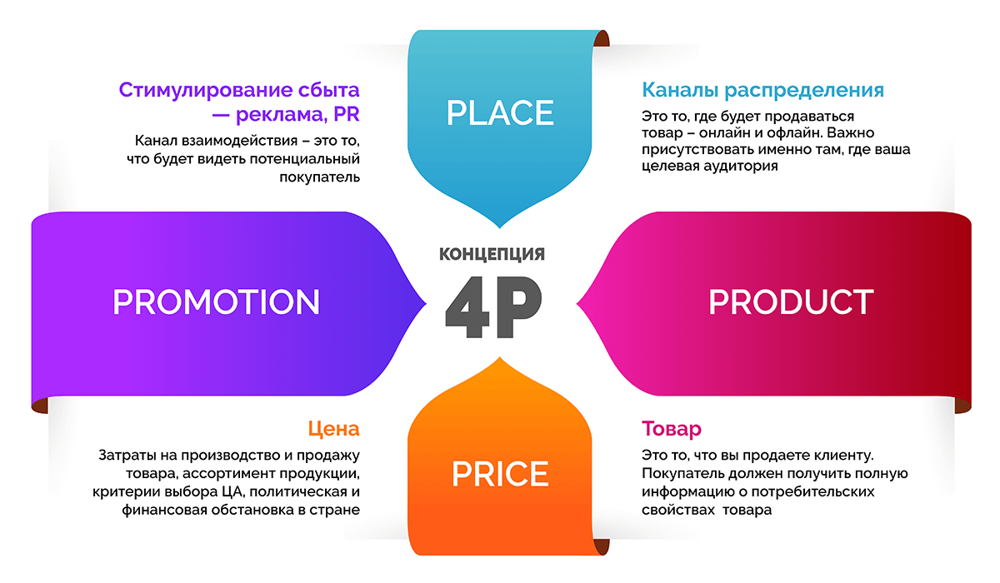 PLACE
Стимулирование сбыта
— реклама, PR
Канал взаимодействия – это то,
что будет видеть потенциальный
покупатель
Каналы распределения
Это то, где будет продаваться
товар – онлайн и офлайн. Важно
присутствовать именно там, где ваша
целевая аудитория
PROMOTION
КОНЦЕПЦИЯ
4P
PRODUCT
Цена
Затраты на производство и продажу
товара, ассортимент продукции,
критерии выбора ЦА, политическая и
финансовая обстановка в стране
PRICE
Товар
Это то, что вы продаете клиенту.
Покупатель должен получить полную
информацию о потребительских
свойствах товара